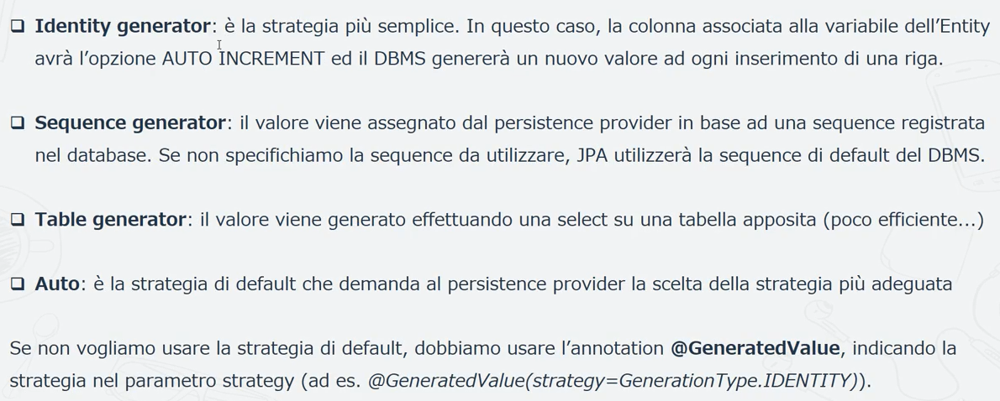 ❑ Identity generator: è la strategia più semplice. In questo caso, la colonna associata alla variabile dell'Entity
avrà l'opzione AUTO INCREMENT ed il DBMS genererà un nuovo valore ad ogni inserimento di una riga.
❑ Sequence generator: il valore viene assegnato dal persistence provider in base ad una sequence registrata
nel database. Se non specifichiamo la sequence da utilizzare, JPA utilizzerà la sequence di default del DBMS.
❑ Table generator: il valore viene generato effettuando una select su una tabella apposita (poco efficiente...)
❑ Auto: è la strategia di default che demanda al persistence provider la scelta della strategia più adeguata
Se non vogliamo usare la strategia di default, dobbiamo usare l'annotation @GeneratedValue, indicando la
strategia nel parametro strategy (ad es. @GeneratedValue(strategy=GenerationType.IDENTITY)).